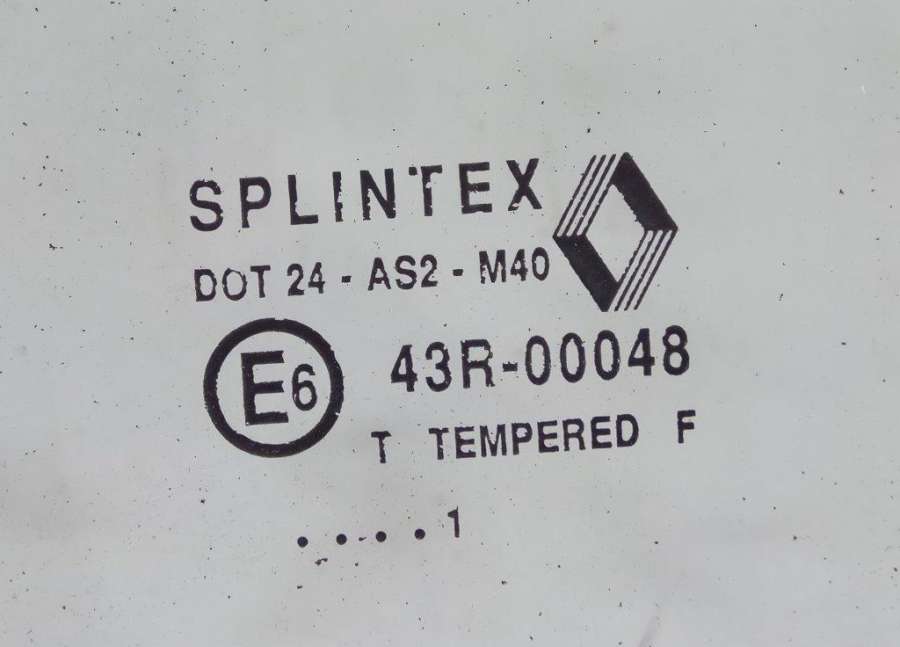 SPLINTEX
DOT 24 - AS2 - M40
E6 43R-00048
T TEMPERED F
. . . . 1